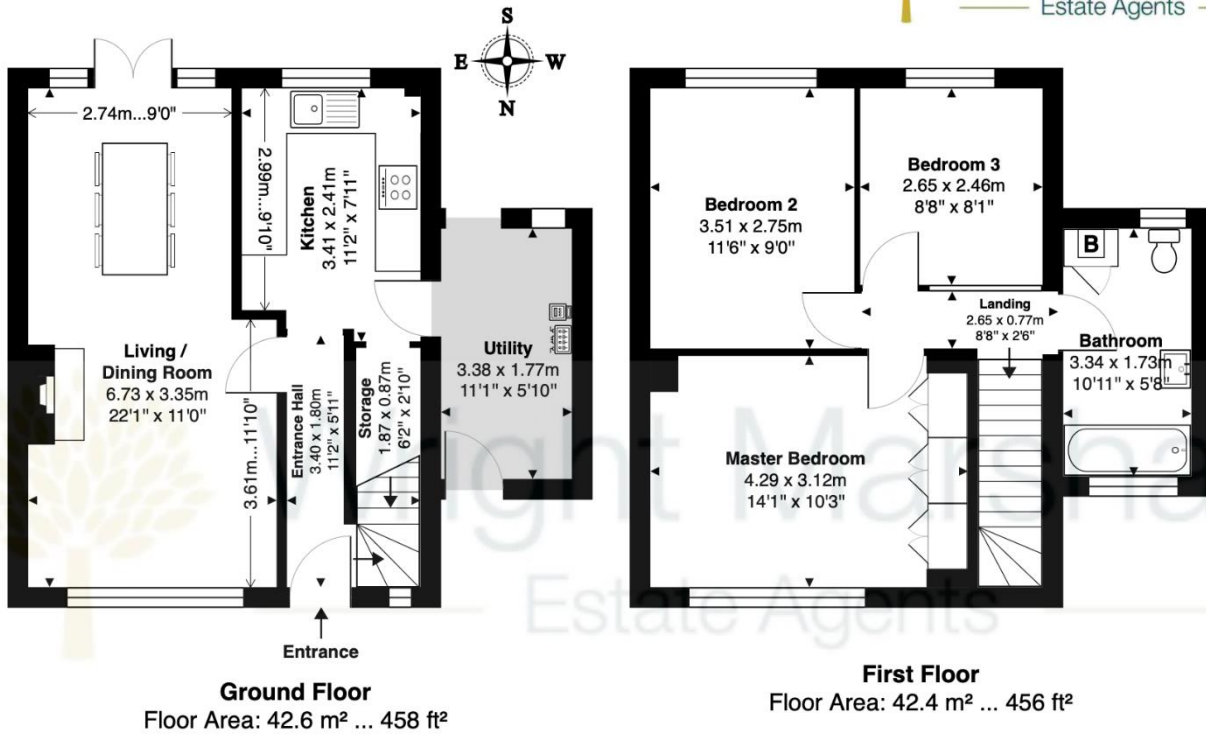 Estate Agents
S
E
W
N
2.74m...9'0"
2.99m...9'10"
Kitchen
3.41 x 2.41m
11'2" x 7'11"
Living /
Dining Room
6.73 x 3.35m
22'1" x 11'0"
3.61m...11'10"
Entrance Hall
3.40 x 1.80m
11'2" x 5'11"
Storage
1.87 x 0.87m
6'2" x 2'10"
Utility
3.38 x 1.77m
11'1" x 5'10"
Entrance
Ground Floor
Floor Area: 42.6 m² ... 458 ft²
Bedroom 2
3.51 x 2.75m
11'6" x 9'0"
Bedroom 3
2.65 x 2.46m
8'8" x 8'1"
B
Landing
2.65 x 0.77m
8'8" x 2'6"
Bathroom
3.34 x 1.73m
10'11" x 5'8"
Master Bedroom
4.29 x 3.12m
14'1" x 10'3"
First Floor
Floor Area: 42.4 m² ... 456 ft²
Wright Marsha
Estate Agents